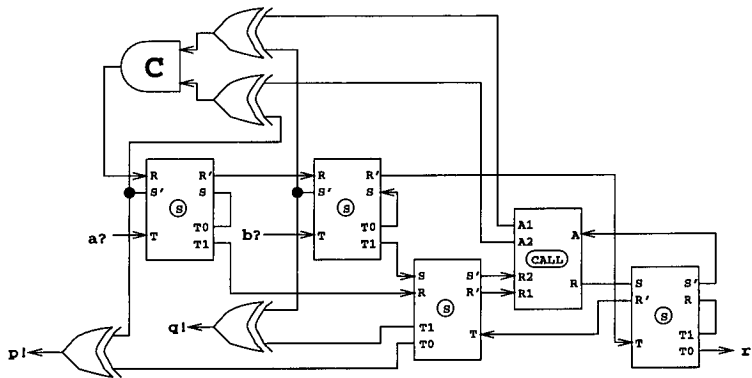 C
R R'
S' S
S
T0
T T1
a?
R R'
S' S
S
T0
T T1
b?
A1
A2 A
CALL
R2 R
R1
S S'
R R'
S
T1
T0 T
S S'
R' R
S
T1
T T0
p!
q!
r